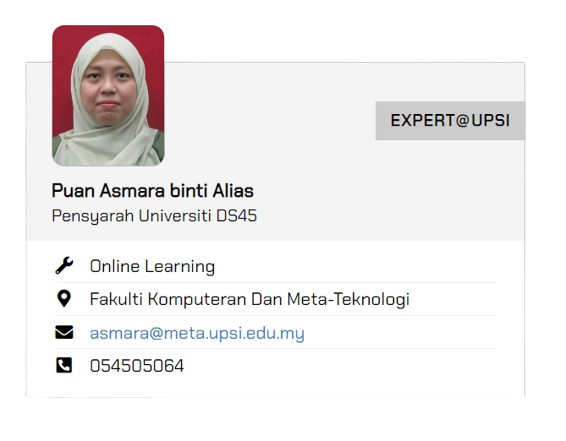 EXPERT@UPSI
Puan Asmara binti Alias
Pensyarah Universiti DS45
Online Learning
Fakulti Komputeran Dan Meta-Teknologi
asmara@meta.upsi.edu.my
054505064